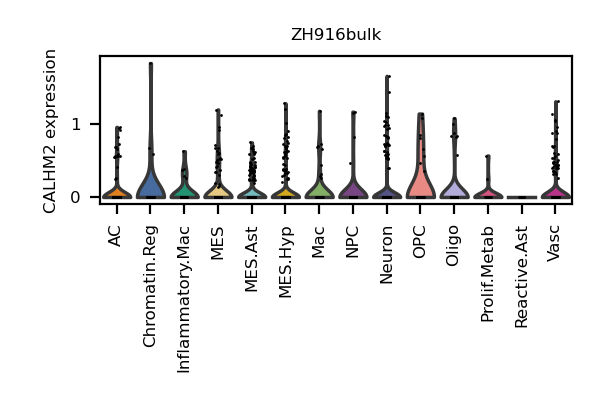 ZH916bulk
CALHM2 expression
1
0
AC
Chromatin.Reg
Inflammatory.Mac
MES
MES.Ast
MES.Hyp
Mac
NPC
Neuron
OPC
Oligo
Prolif.Metab
Reactive.Ast
Vasc